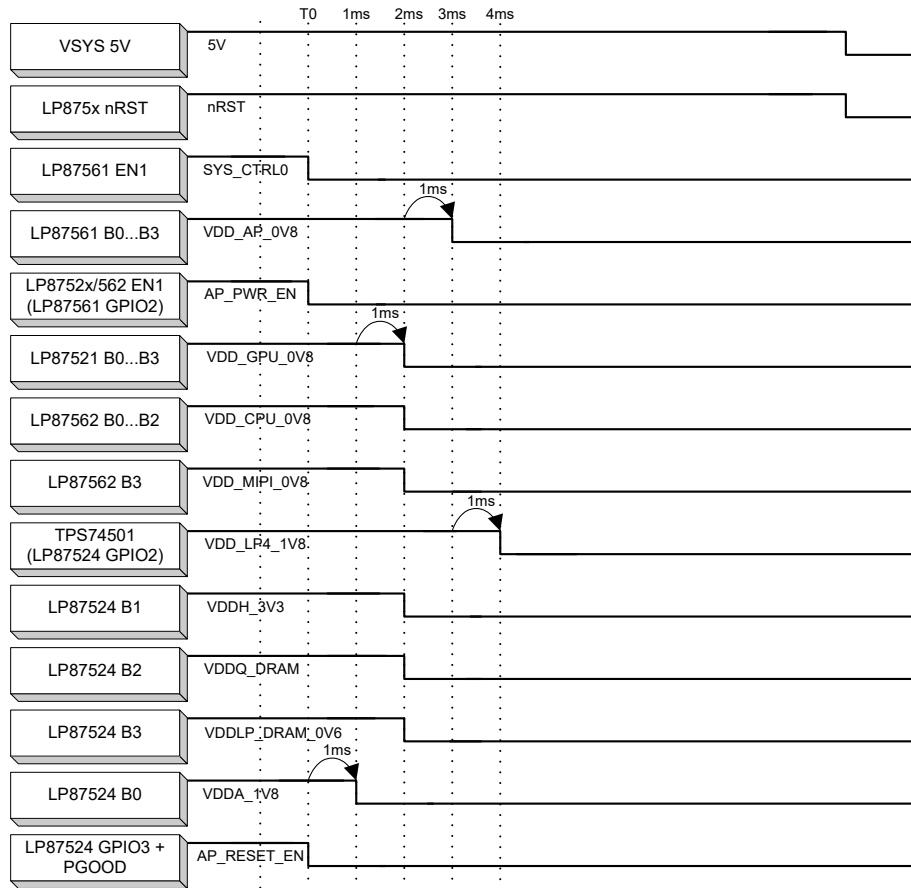 T0 1ms 2ms 3ms 4ms
VSYS 5V 5V
LP875x nRST nRST
LP87561 EN1 SYS_CTRL0
1ms
LP87561 B0...B3 VDD_AP_0V8
LP8752x/562 EN1
(LP87561 GPIO2) AP_PWR_EN
1ms
LP87521 B0...B3 VDD_GPU_0V8
LP87562 B0...B2 VDD_CPU_0V8
LP87562 B3 VDD_MIPI_0V8
1ms
TPS74501
(LP87524 GPIO2) VDD_LP4_1V8
LP87524 B1 VDDH_3V3
LP87524 B2 VDDQ_DRAM
LP87524 B3 VDDLP_DRAM_0V6
1ms
LP87524 B0 VDDA_1V8
LP87524 GPIO3 +
PGOOD AP_RESET_EN